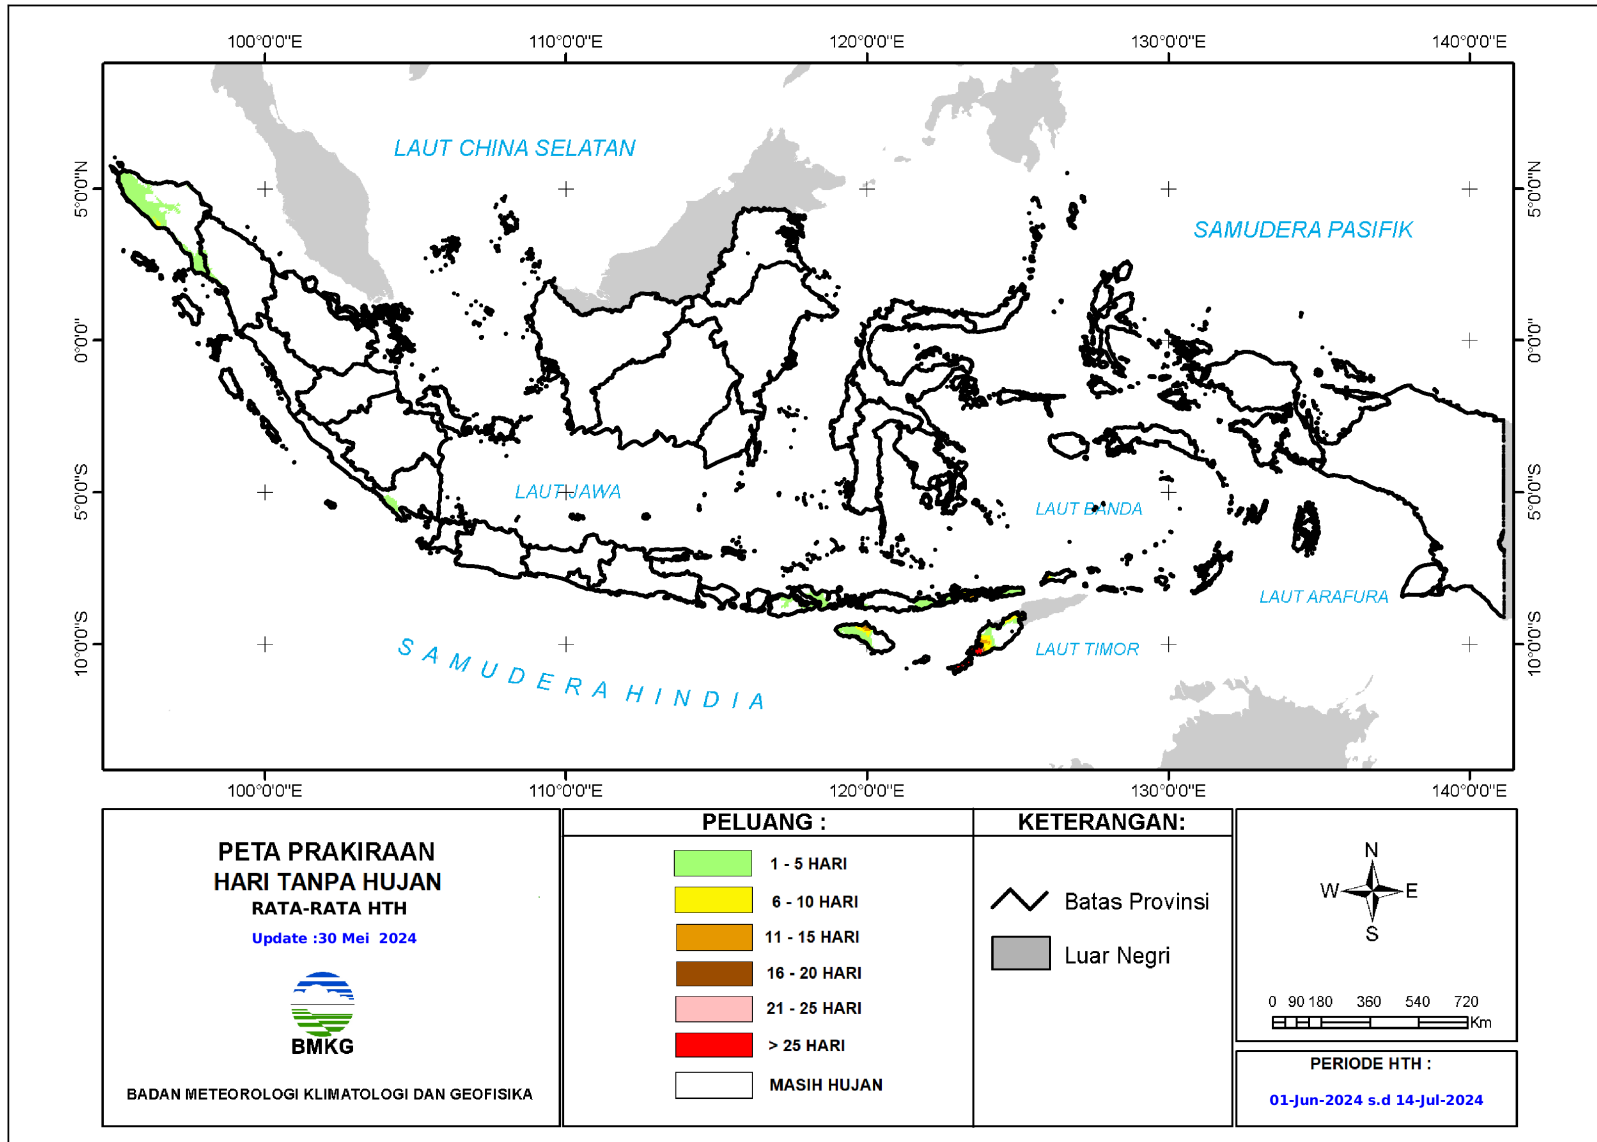 100°0'0"E 110°0'0"E 120°0'0"E 130°0'0"E 140°0'0"E
5°0'0"N
0°0'0"
5°0'0"S
10°0'0"S
LAUT CHINA SELATAN
SAMUDERA PASIFIK
LAUT JAWA
LAUT BANDA
LAUT ARAFURA
LAUT TIMOR
SAMUDERA HINDIA
5°0'0"N
0°0'0"
5°0'0"S
10°0'0"S
100°0'0"E 110°0'0"E 120°0'0"E 130°0'0"E 140°0'0"E
PETA PRAKIRAAN
HARI TANPA HUJAN
RATA-RATA HTH
Update :30 Mei 2024
BMKG
BADAN METEOROLOGI KLIMATOLOGI DAN GEOFISIKA
PELUANG :
1 - 5 HARI
6 - 10 HARI
11 - 15 HARI
16 - 20 HARI
21 - 25 HARI
> 25 HARI
MASIH HUJAN
KETERANGAN:
Batas Provinsi
Luar Negri
N
W E
S
0 90 180 360 540 720
Km
PERIODE HTH :
01-Jun-2024 s.d 14-Jul-2024